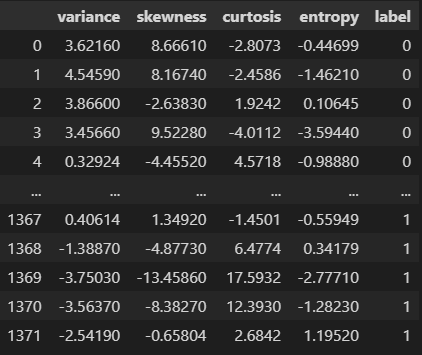 variance skewness curtosis entropy label
0 3.62160 8.66610 -2.8073 -0.44699 0
1 4.54590 8.16740 -2.4586 -1.46210 0
2 3.86600 -2.63830 1.9242 0.10645 0
3 3.45660 9.52280 -4.0112 -3.59440 0
4 0.32924 -4.45520 4.5718 -0.98880 0
... ... ... ... ... ...
1367 0.40614 1.34920 -1.4501 -0.55949 1
1368 -1.38870 -4.87730 6.4774 0.34179 1
1369 -3.75030 -13.45860 17.5932 -2.77710 1
1370 -3.56370 -8.38270 12.3930 -1.28230 1
1371 -2.54190 -0.65804 2.6842 1.19520 1